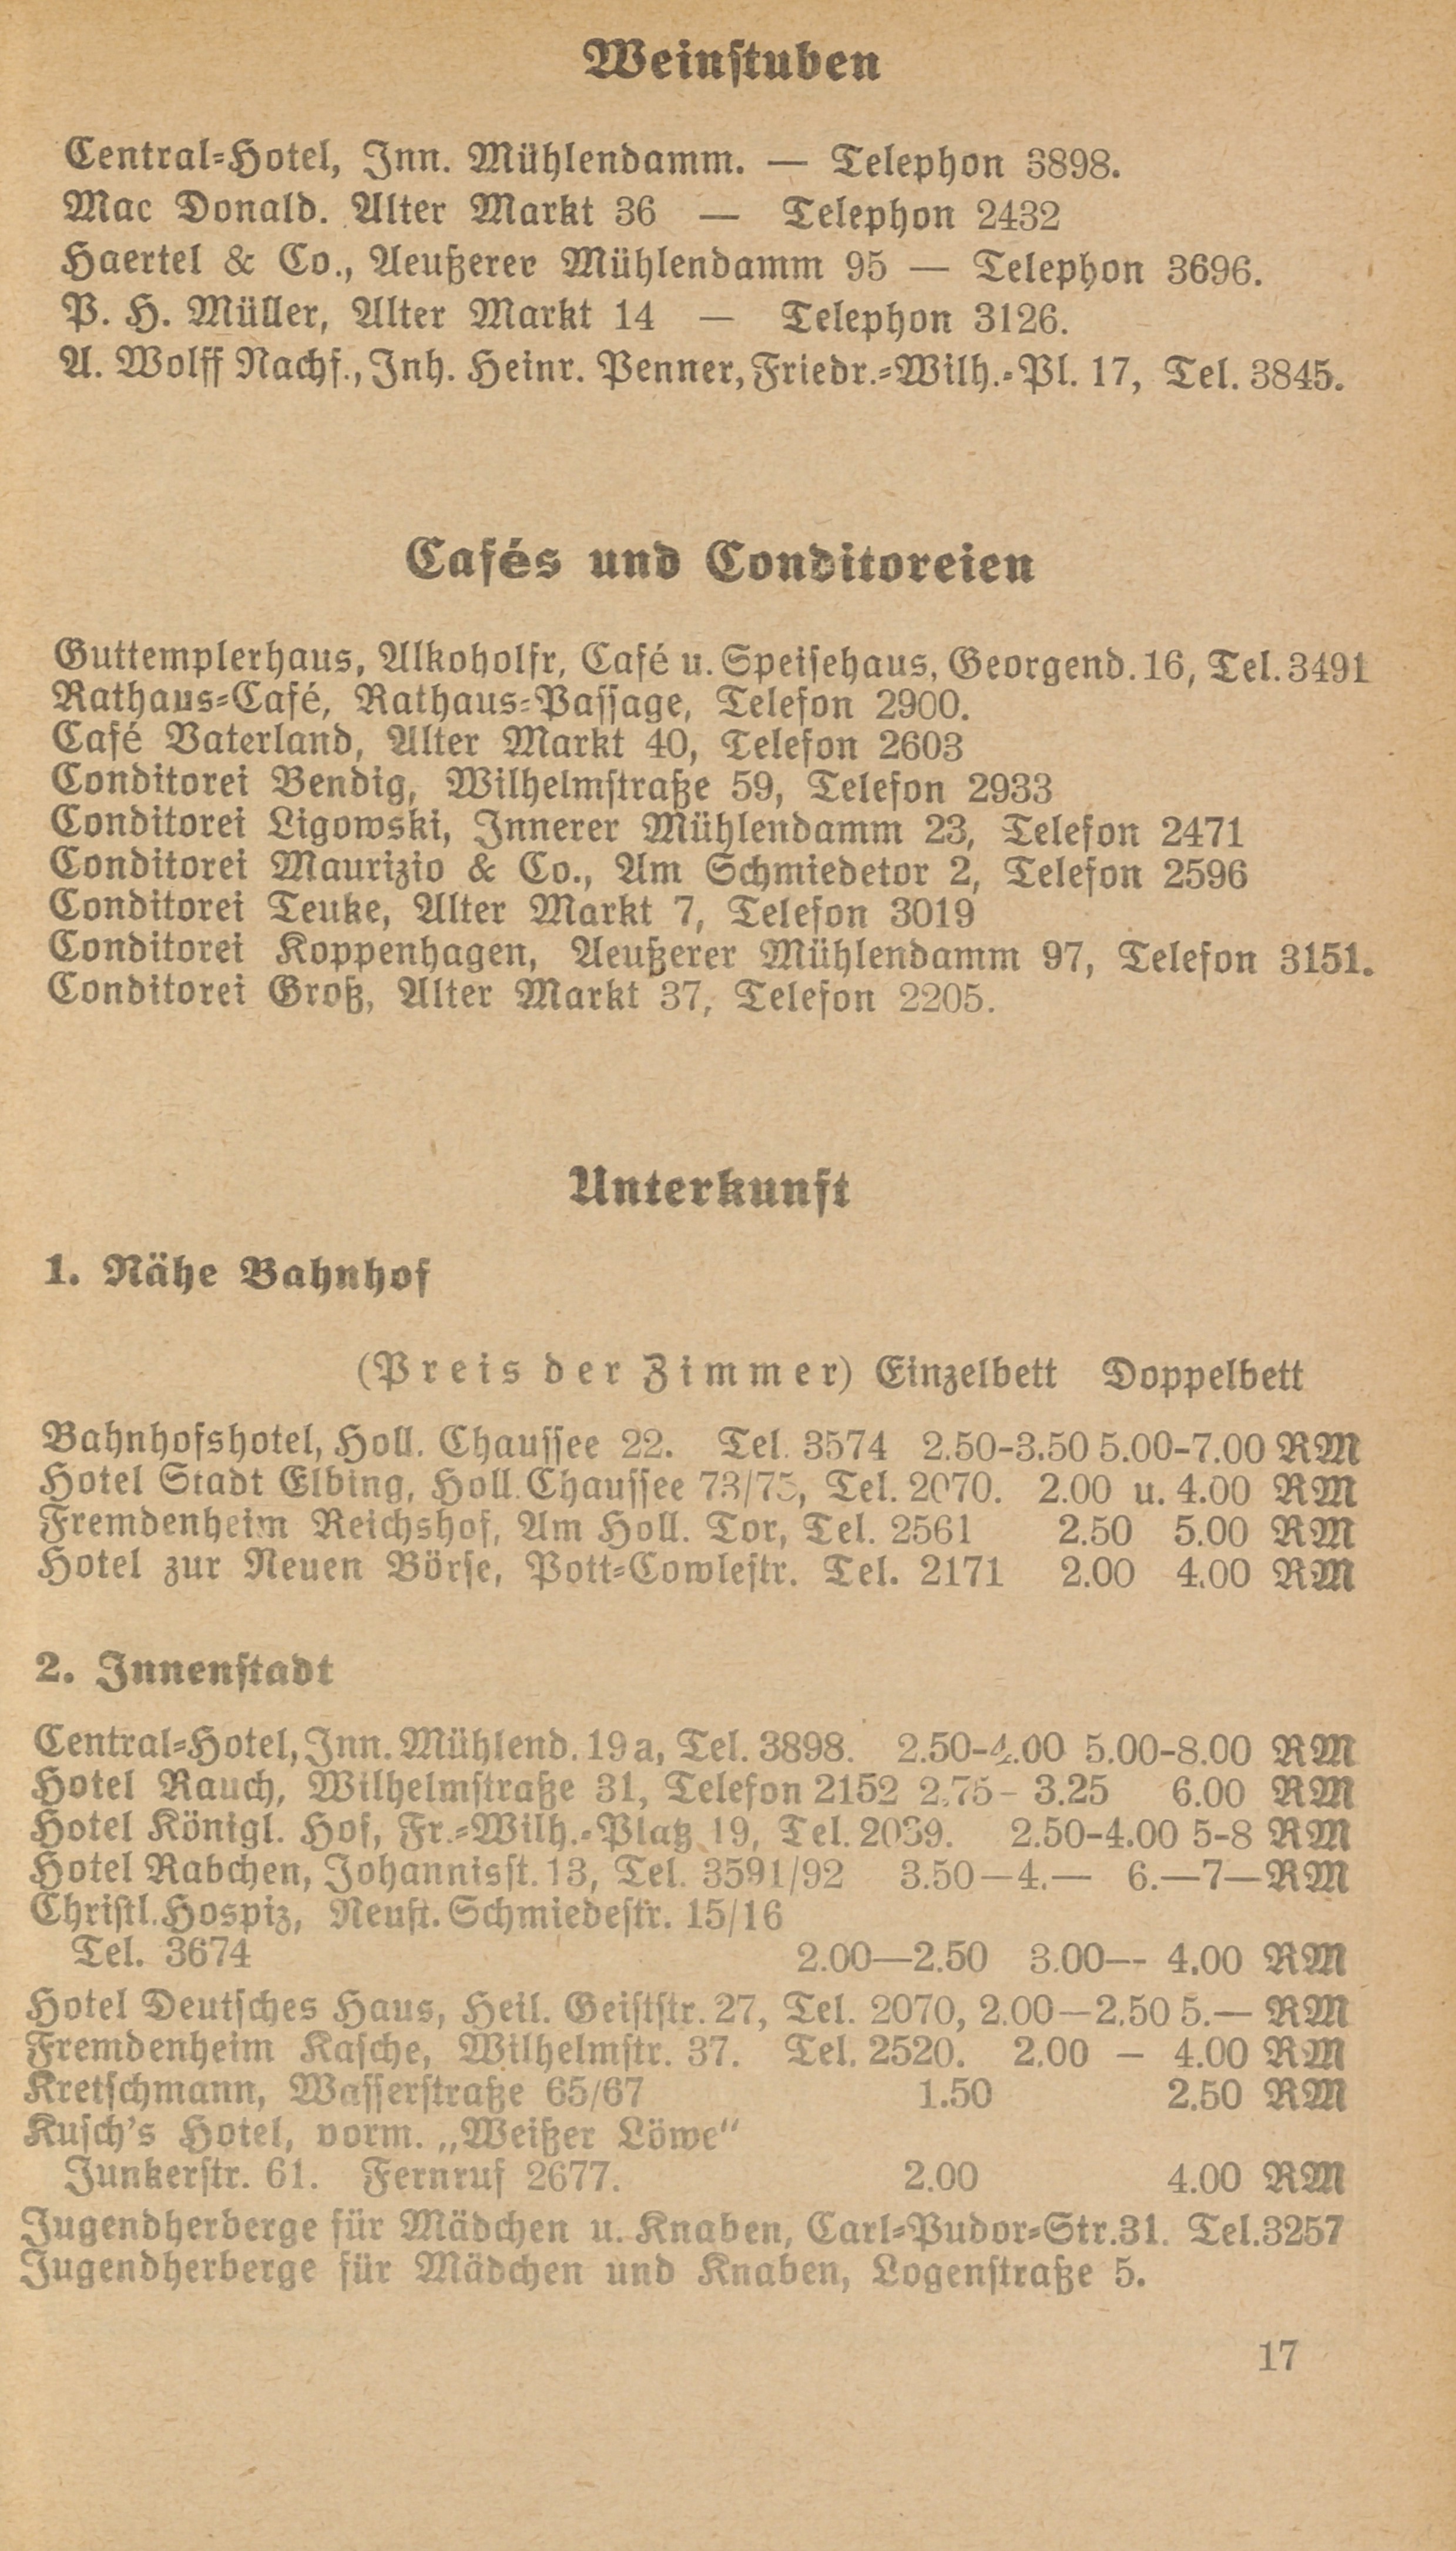 Weinstuben
Central-Hotel, Inn. Mühlendamm. — Telephon 3898.
Mac Donald. Alter Markt 36 — Telephon 2432
Haertel & Co., Aeußerer Mühlendamm 95 — Telephon 3696.
P. H. Müller, Alter Markt 14 — Telephon 3126.
A. Wolff Nachf., Inh. Heinr. Penner, Friedr.-Wilh.-Pl. 17, Tel. 3845.
Cafés und Conditoreien
Guttemplerhaus, Alkoholfr, Café u. Speisehaus, Georgend. 16, Tel. 3491
Rathaus-Café, Rathaus-Passage, Telefon 2900.
Café Vaterland, Alter Markt 40, Telefon 2603
Conditorei Bendig, Wilhelmstraße 59, Telefon 2933
Conditorei Ligowski, Innerer Mühlendamm 23, Telefon 2471
Conditorei Maurizio & Co., Am Schmiedetor 2, Telefon 2596
Conditorei Teuke, Alter Markt 7, Telefon 3019
Conditorei Koppenhagen, Aeußerer Mühlendamm 97, Telefon 3151.
Conditorei Groß, Alter Markt 37, Telefon 2205.
Unterkunft
1. Nähe Bahnhof
(Preis der Zimmer) Einzelbett Doppelbett
Bahnhofshotel, Holl. Chaussee 22. Tel. 3574 2.50-3.50 5.00-7.00 RM
Hotel Stadt Elbing, Holl. Chaussee 73/75, Tel. 2070. 2.00 u. 4.00 RM
Fremdenheim Reichshof, Am Holl. Tor, Tel. 2561 2.50 5.00 RM
Hotel zur Neuen Börse, Pott-Cowlestr. Tel. 2171 2.00 4.00 RM
2. Innenstadt
Central-Hotel, Inn. Mühlend. 19a, Tel. 3898. 2.50-4.00 5.00-8.00 RM
Hotel Rauch, Wilhelmstraße 31, Telefon 2152 2.75 - 3.25 6.00 RM
Hotel Königl. Hof, Fr.-Wilh.-Platz 19, Tel. 2039. 2.50-4.00 5-8 RM
Hotel Rabchen, Johannisst. 13, Tel. 3591/92 3.50—4.— 6.—7—RM
Christl. Hospiz, Neust. Schmiedestr. 15/16
Tel. 3674 2.00—2.50 3.00— 4.00 RM
Hotel Deutsches Haus, Heil. Geiststr. 27, Tel. 2070, 2.00—2.50 5.— RM
Fremdenheim Kasche, Wilhelmstr. 37. Tel. 2520. 2.00 — 4.00 RM
Kretschmann, Wasserstraße 65/67 1.50 2.50 RM
Kusch's Hotel, vorm. „Weißer Löwe“
Junkerstr. 61. Fernruf 2677. 2.00 4.00 RM
Jugendherberge für Mädchen u. Knaben, Carl-Pudor-Str. 31. Tel. 3257
Jugendherberge für Mädchen und Knaben, Logenstraße 5.
17